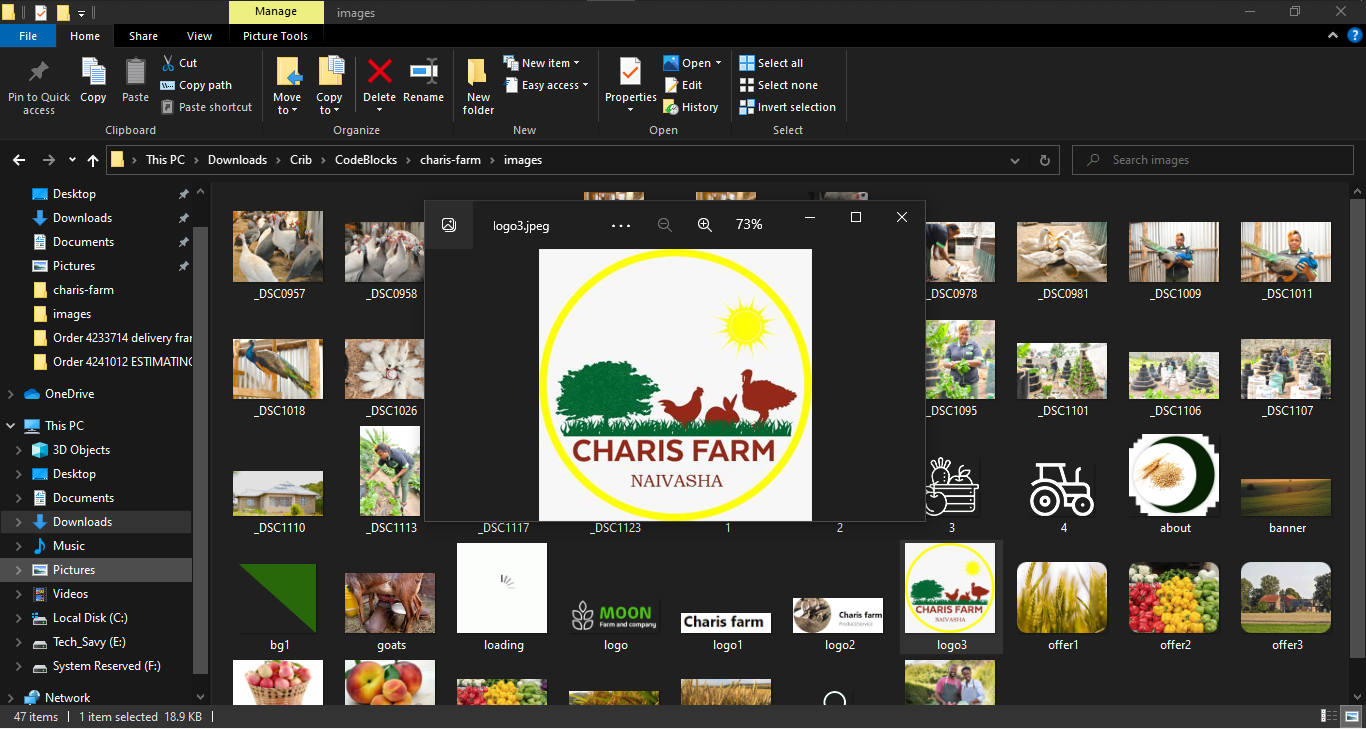 Manage
images
File
Home
Share
View
Picture Tools
Pin to Quick access
Copy
Paste
Cut
Copy path
Paste shortcut
Clipboard
Move to
Copy to
Delete
Rename
Organize
New folder
New item
Easy access
New
Properties
Open
Edit
History
Open
Select all
Select none
Invert selection
Select
This PC > Downloads > Crib > CodeBlocks > charis-farm > images
Search images
Desktop
Downloads
Documents
Pictures
charis-farm
images
Order 4233714 delivery fra
Order 4241012 ESTIMATING
OneDrive
This PC
3D Objects
Desktop
Documents
Downloads
Music
Pictures
Videos
Local Disk (C:)
Tech_Savy (E:)
System Reserved (F:)
Network
logo3.jpeg
73%
CHARIS FARM
NAIVASHA
_DSC0957
_DSC0958
_DSC0978
_DSC0981
_DSC1009
_DSC1011
_DSC1018
_DSC1026
_DSC1095
_DSC1101
_DSC1106
_DSC1107
_DSC1110
_DSC1113
_DSC1117
_DSC1123
1
2
3
4
about
banner
MOON
Farm and company
Charis farm
Charis farm
Product/Service
CHARIS FARM
NAIVASHA
bg1
goats
loading
logo
logo1
logo2
logo3
offer1
offer2
offer3
47 items
1 item selected 18.9 KB